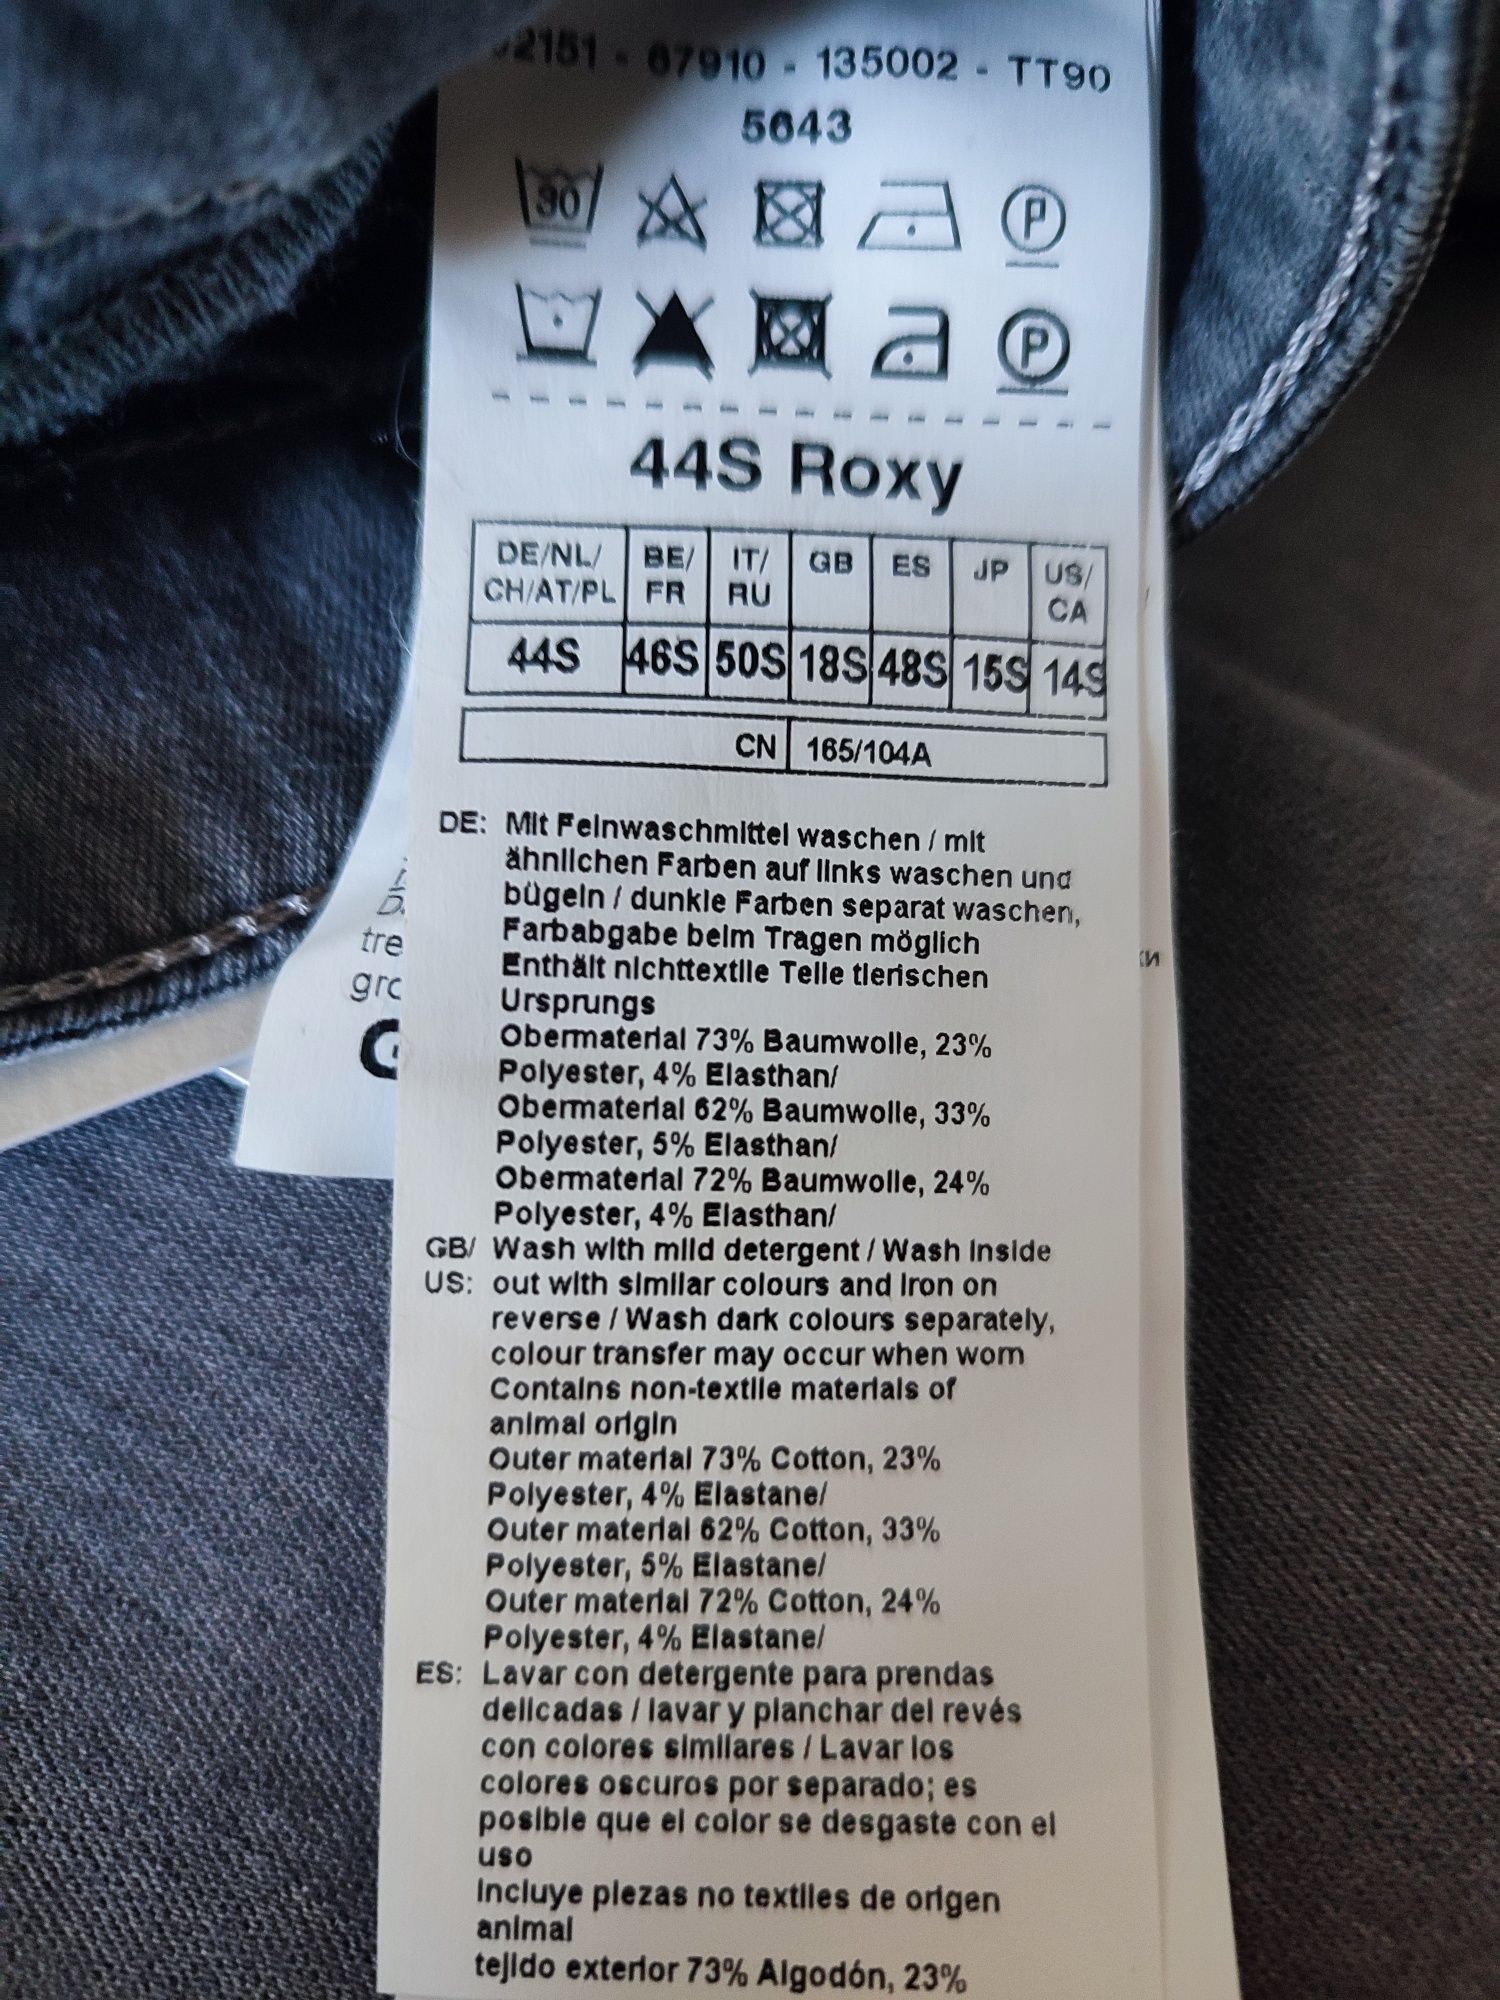 2151 - 67910 - 135002 - TT90
5643
30
P
P
44S Roxy
DE/NL/ CH/AT/PL BE/ FR IT/ RU GB ES JP US/ CA
44S 46S 50S 18S 48S 15S 14S
CN 165/104A
DE: Mit Feinwaschmittel waschen / mit
ähnlichen Farben auf links waschen und
bügeln / dunkle Farben separat waschen,
Farbabgabe beim Tragen möglich
Enthält nichttextile Teile tierischen
Ursprungs
Obermaterial 73% Baumwolle, 23%
Polyester, 4% Elasthan/
Obermaterial 62% Baumwolle, 33%
Polyester, 5% Elasthan/
Obermaterial 72% Baumwolle, 24%
Polyester, 4% Elasthan/
GB/ Wash with mild detergent / Wash inside
US: out with similar colours and iron on
reverse / Wash dark colours separately,
colour transfer may occur when worn
Contains non-textile materials of
animal origin
Outer material 73% Cotton, 23%
Polyester, 4% Elastane/
Outer material 62% Cotton, 33%
Polyester, 5% Elastane/
Outer material 72% Cotton, 24%
Polyester, 4% Elastane/
ES: Lavar con detergente para prendas
delicadas / lavar y planchar del revés
con colores similares / Lavar los
colores oscuros por separado; es
posible que el color se desgaste con el
uso
Incluye piezas no textiles de origen
animal
tejido exterior 73% Algodón, 23%
tre
gro